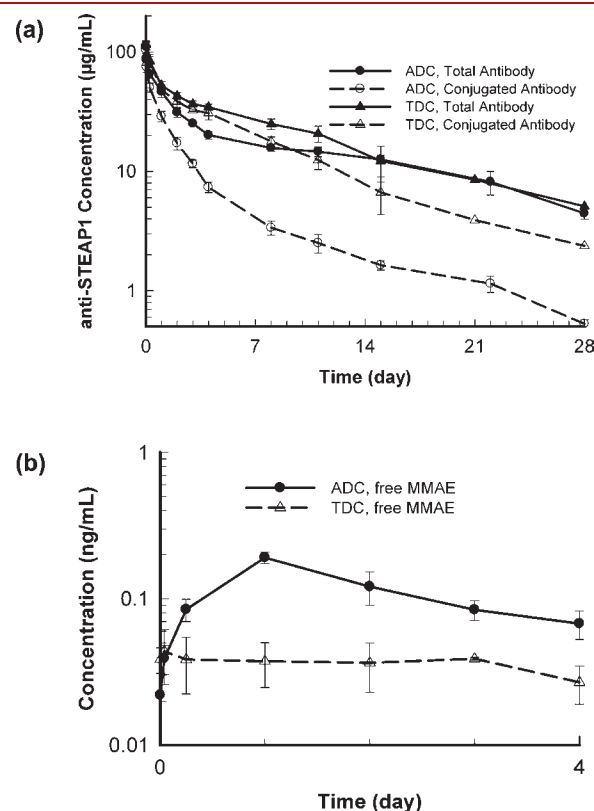 (a)
anti-STEAP1 Concentration (µg/mL)
100
10
1
ADC, Total Antibody
ADC, Conjugated Antibody
TDC, Total Antibody
TDC, Conjugated Antibody
0 7 14 21 28
Time (day)
(b)
Concentration (ng/mL)
1
0.1
0.01
ADC, free MMAE
TDC, free MMAE
0 4
Time (day)